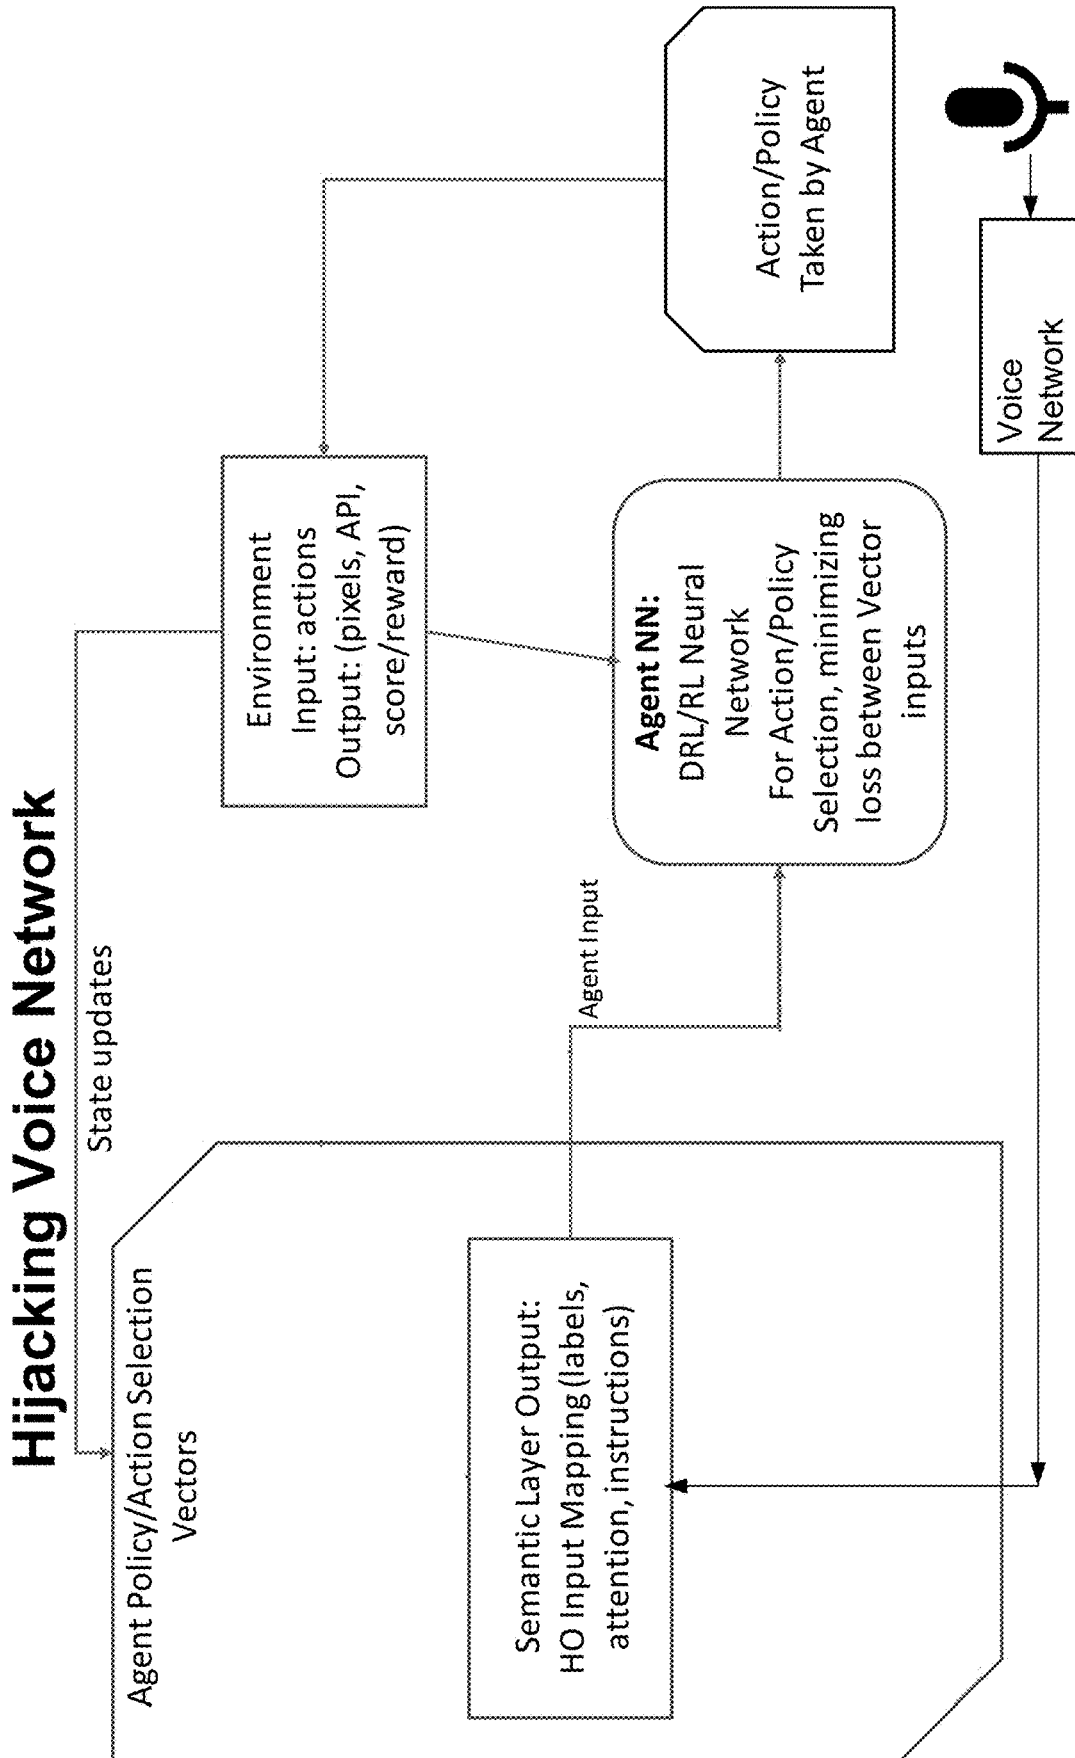 Hijacking Voice Network
State updates
Agent Policy/Action Selection
Vectors
Semantic Layer Output:
HO Input Mapping (labels,
attention, instructions)
Agent Input
Environment
Input: actions
Output: (pixels, API,
score/reward)
Agent NN:
DRL/RL Neural
Network
For Action/Policy
Selection, minimizing
loss between Vector
inputs
Action/Policy
Taken by Agent
Voice
Network